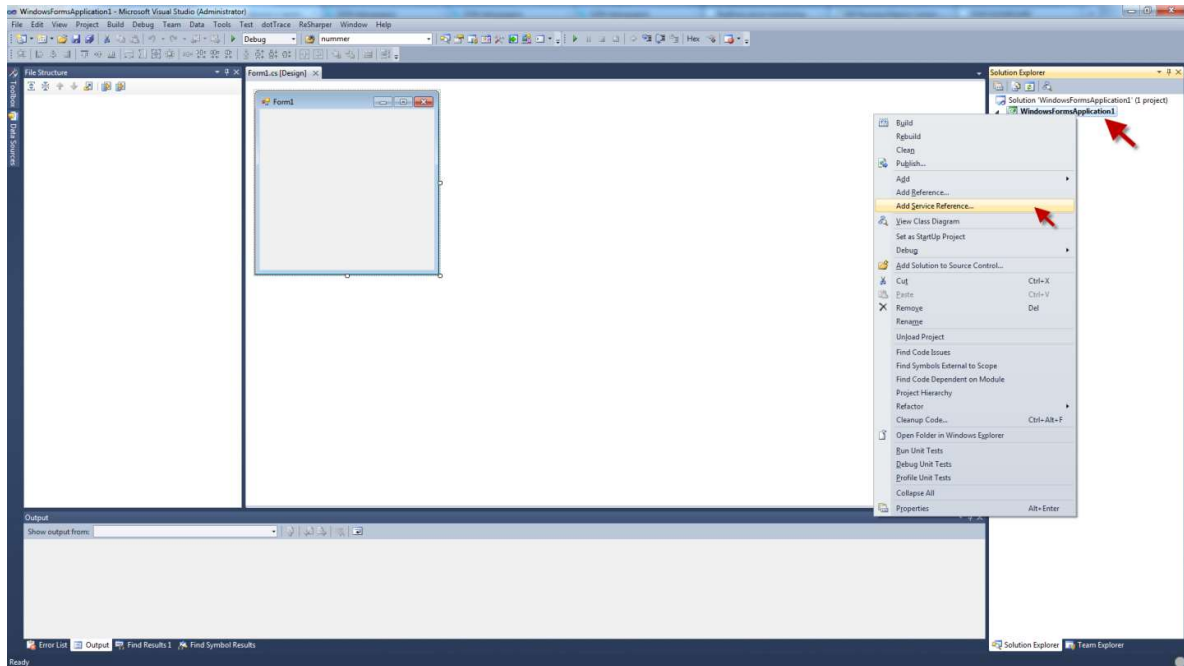 WindowsFormsApplication1 - Microsoft Visual Studio (Administrator)
File Edit View Project Build Debug Team Data Tools Test dotTrace ReSharper Window Help
Debug nummer Hex
Toolbox
Data Sources
File Structure
Form1.cs [Design]
Form1
Solution Explorer
Solution 'WindowsFormsApplication1' (1 project)
WindowsFormsApplication1
Build
Rebuild
Clean
Publish...
Add
Add Reference...
Add Service Reference...
View Class Diagram
Set as StartUp Project
Debug
Add Solution to Source Control...
Cut Ctrl+X
Paste Ctrl+V
Remove Del
Rename
Unload Project
Find Code Issues
Find Symbols External to Scope
Find Code Dependent on Module
Project Hierarchy
Refactor
Cleanup Code... Ctrl+Alt+F
Open Folder in Windows Explorer
Run Unit Tests
Debug Unit Tests
Profile Unit Tests
Collapse All
Properties Alt+Enter
Output
Show output from:
Error List Output Find Results 1 Find Symbol Results
Solution Explorer Team Explorer
Ready